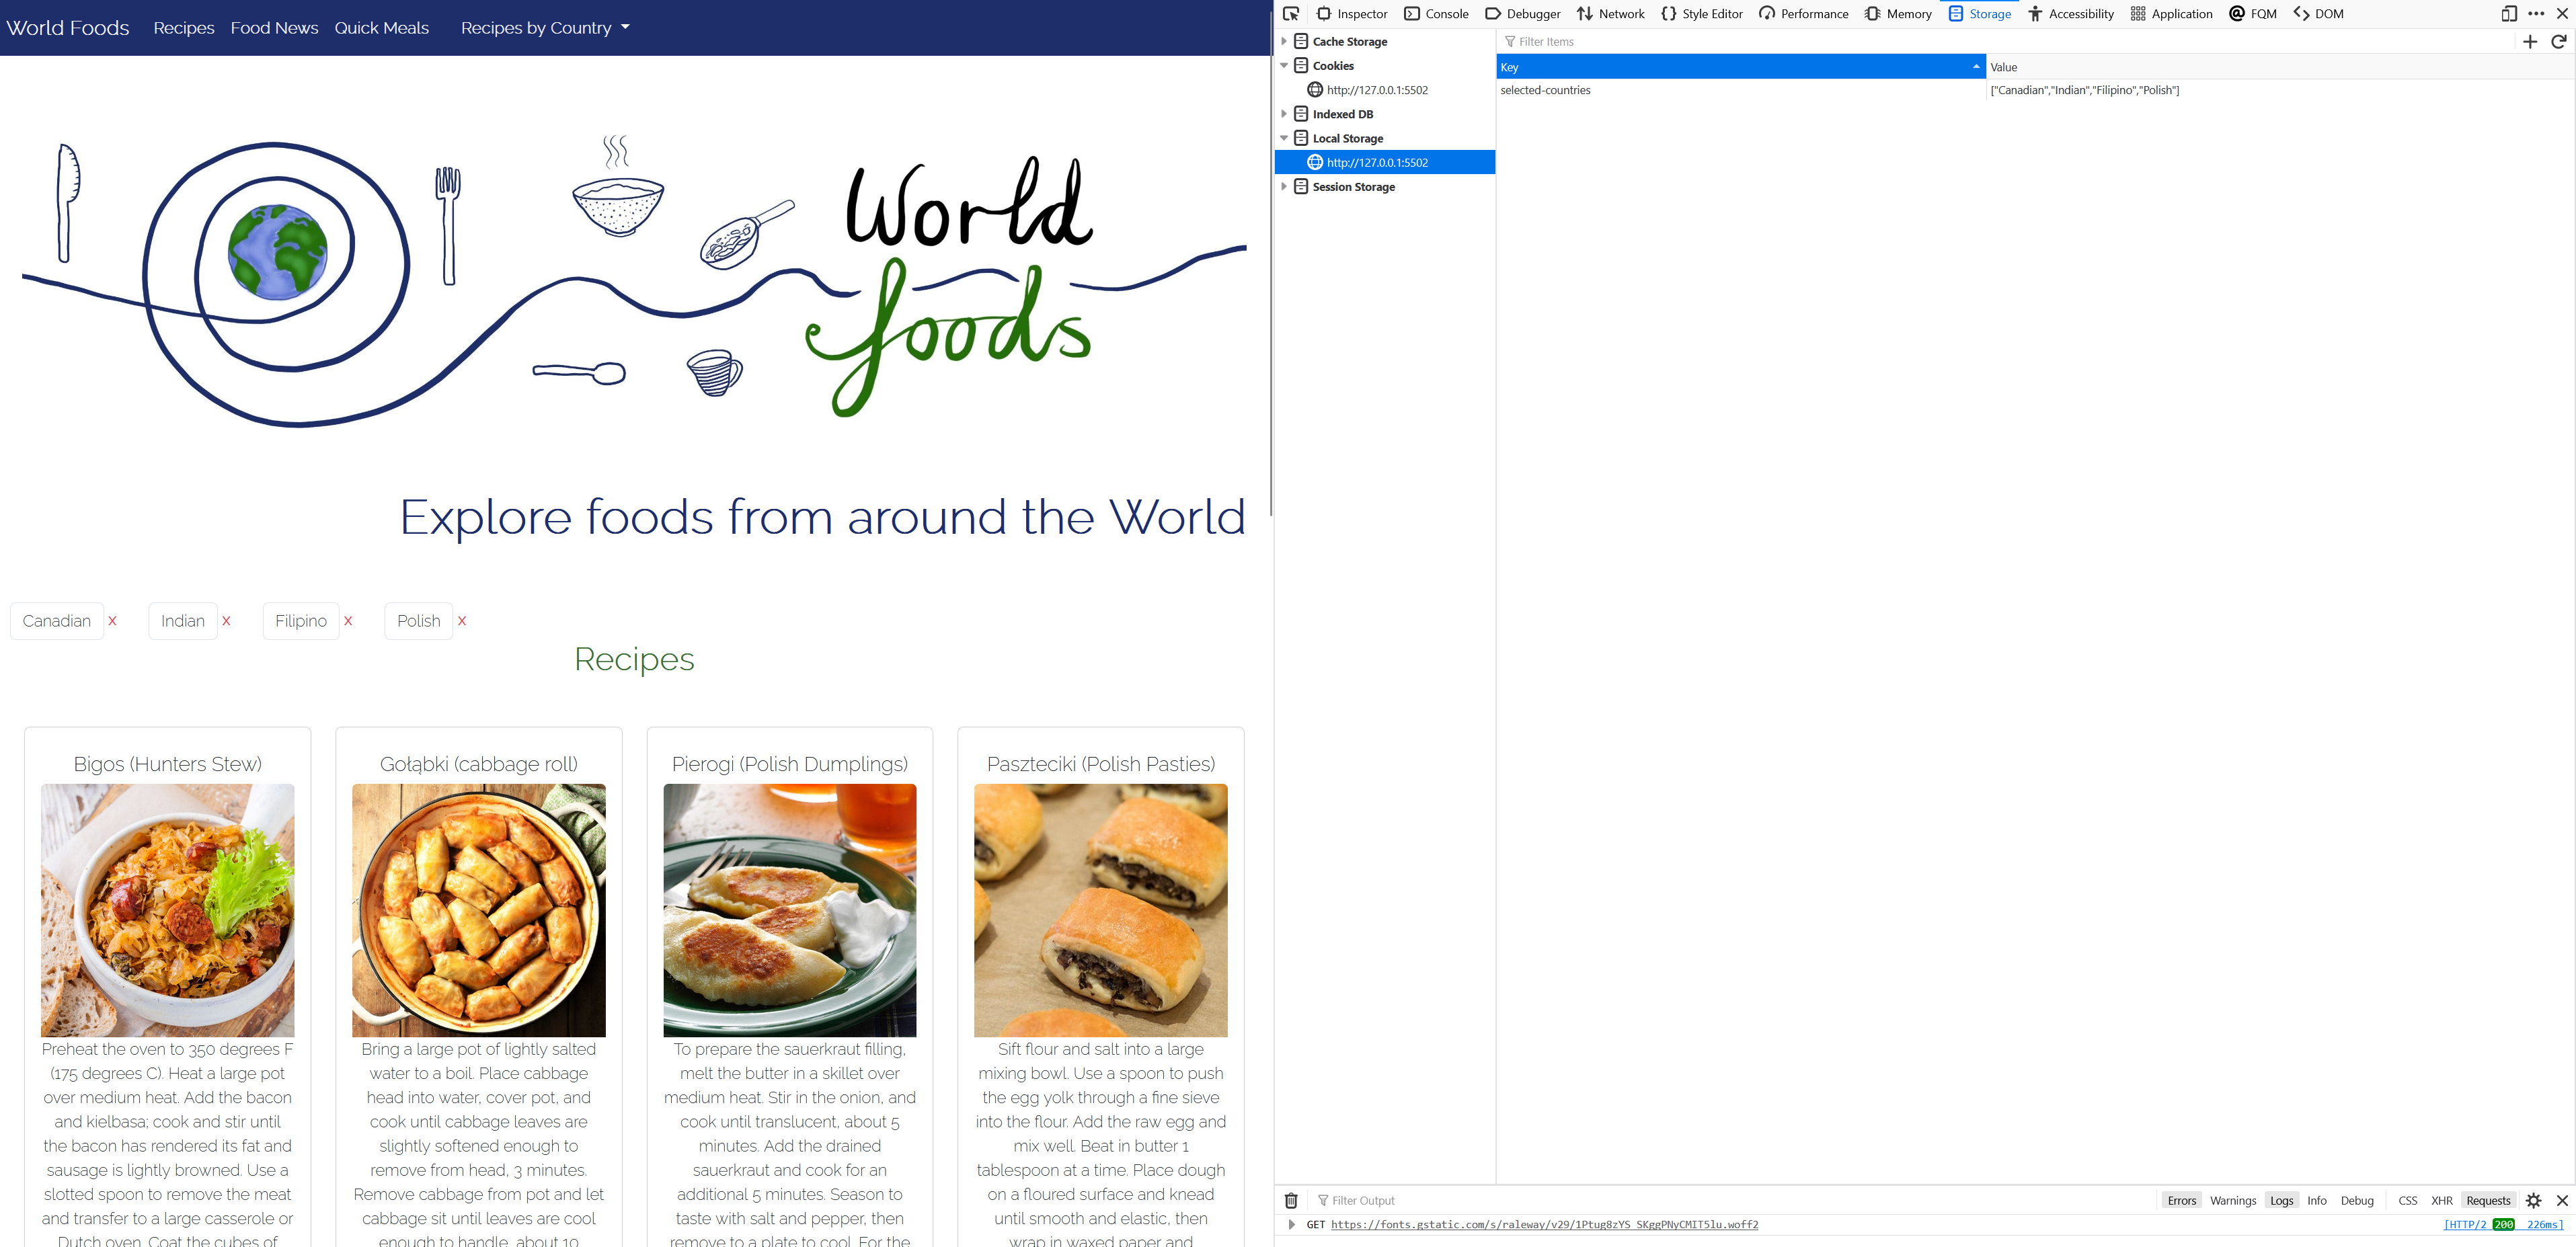 World Foods Recipes Food News Quick Meals Recipes by Country
World
foods
Explore foods from around the World
Canadian x Indian x Filipino x Polish x
Recipes
Bigos (Hunters Stew)
Preheat the oven to 350 degrees F
(175 degrees C). Heat a large pot
over medium heat. Add the bacon
and kielbasa; cook and stir until
the bacon has rendered its fat and
sausage is lightly browned. Use a
slotted spoon to remove the meat
and transfer to a large casserole or
Dutch oven. Coat the cubes of
Gołąbki (cabbage roll)
Bring a large pot of lightly salted
water to a boil. Place cabbage
head into water, cover pot, and
cook until cabbage leaves are
slightly softened enough to
remove from head, 3 minutes.
Remove cabbage from pot and let
cabbage sit until leaves are cool
enough to handle, about 10
Pierogi (Polish Dumplings)
To prepare the sauerkraut filling,
melt the butter in a skillet over
medium heat. Stir in the onion, and
cook until translucent, about 5
minutes. Add the drained
sauerkraut and cook for an
additional 5 minutes. Season to
taste with salt and pepper, then
remove to a plate to cool. For the
Paszteciki (Polish Pasties)
Sift flour and salt into a large
mixing bowl. Use a spoon to push
the egg yolk through a fine sieve
into the flour. Add the raw egg and
mix well. Beat in butter 1
tablespoon at a time. Place dough
on a floured surface and knead
until smooth and elastic, then
wrap in waxed paper and
Inspector Console Debugger Network Style Editor Performance Memory Storage Accessibility Application FQM DOM
Cache Storage
Cookies
http://127.0.0.1:5502
Indexed DB
Local Storage
http://127.0.0.1:5502
Session Storage
Filter Items
Key Value
selected-countries ["Canadian","Indian","Filipino","Polish"]
Filter Output Errors Warnings Logs Info Debug CSS XHR Requests
GET https://fonts.gstatic.com/s/raleway/v29/1Ptug8zYS_SKggPNyCMIT5lu.woff2 [HTTP/2 200 226ms]